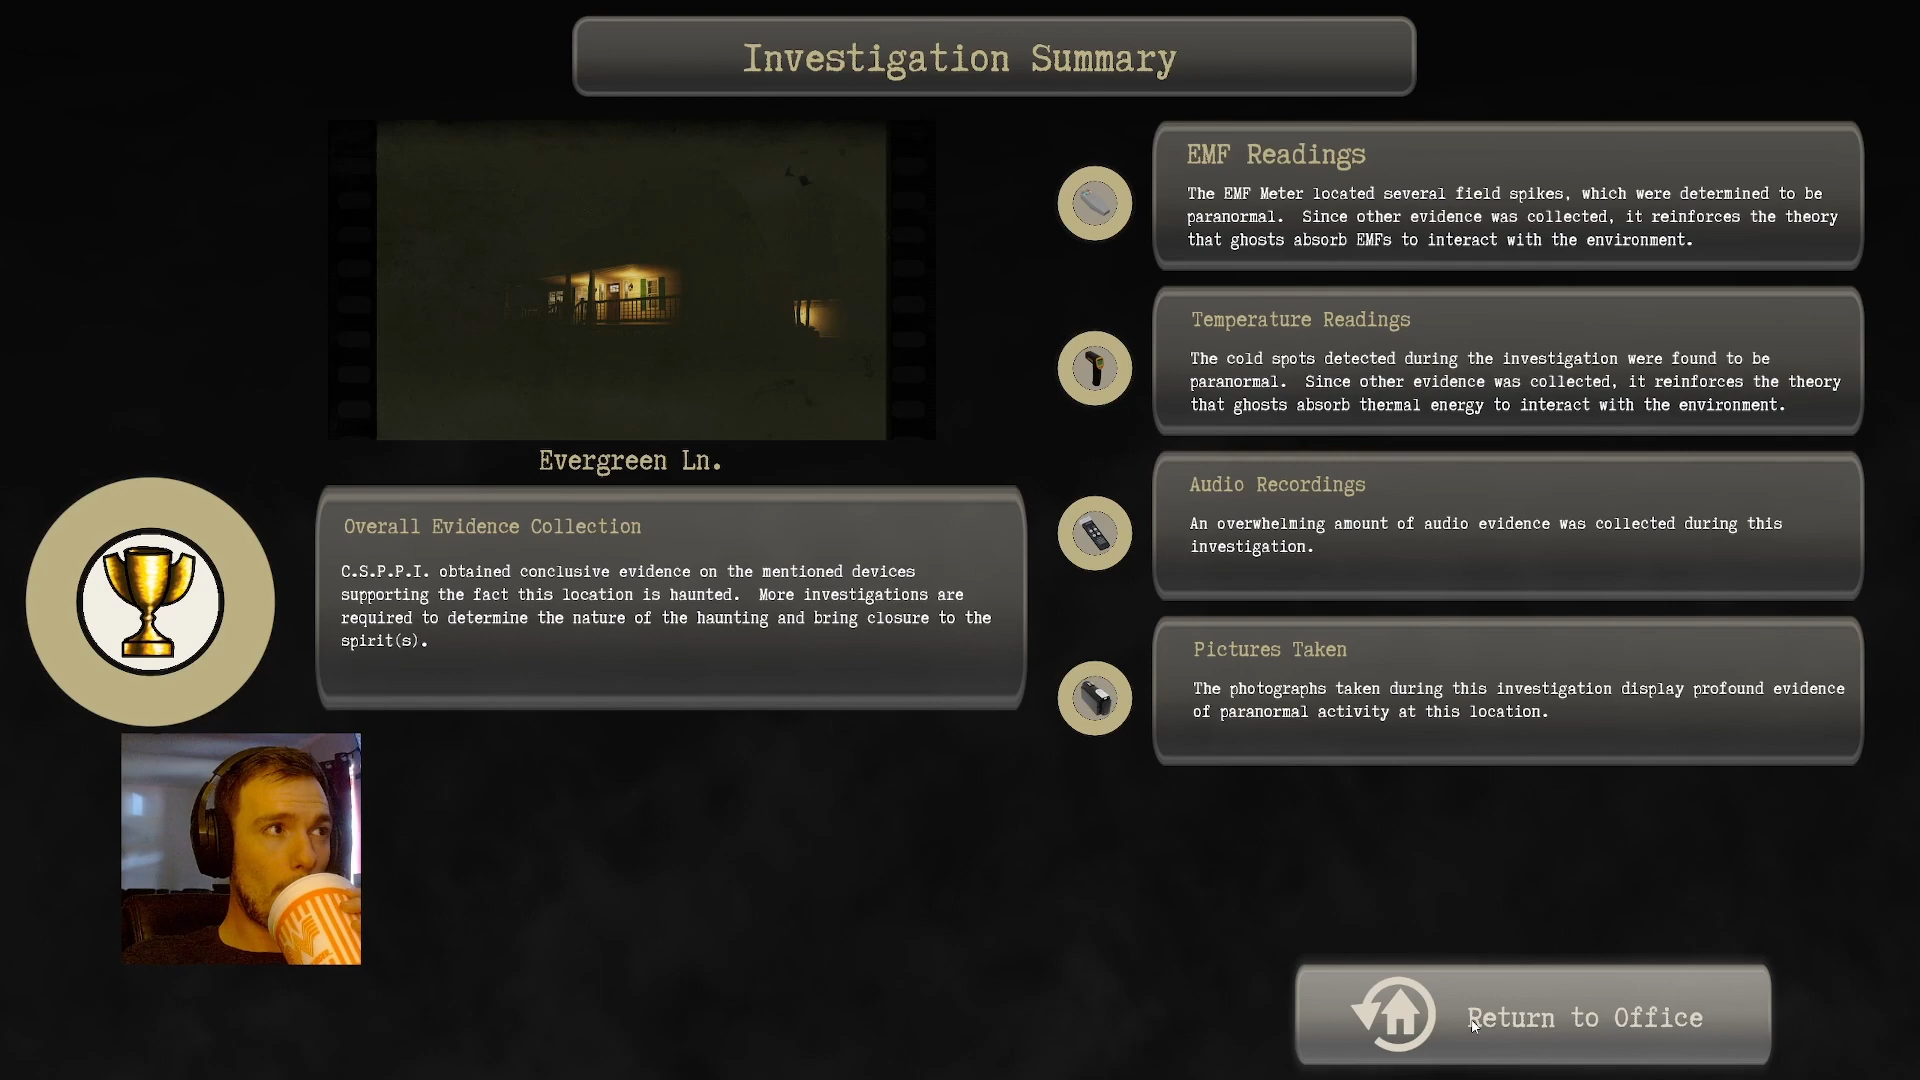 Investigation Summary
Evergreen Ln.
Overall Evidence Collection
C.S.P.P.I. obtained conclusive evidence on the mentioned devices
supporting the fact this location is haunted.  More investigations are
required to determine the nature of the haunting and bring closure to the
spirit(s).
EMF Readings
The EMF Meter located several field spikes, which were determined to be
paranormal.  Since other evidence was collected, it reinforces the theory
that ghosts absorb EMFs to interact with the environment.
Temperature Readings
The cold spots detected during the investigation were found to be
paranormal.  Since other evidence was collected, it reinforces the theory
that ghosts absorb thermal energy to interact with the environment.
Audio Recordings
An overwhelming amount of audio evidence was collected during this
investigation.
Pictures Taken
The photographs taken during this investigation display profound evidence
of paranormal activity at this location.
Return to Office